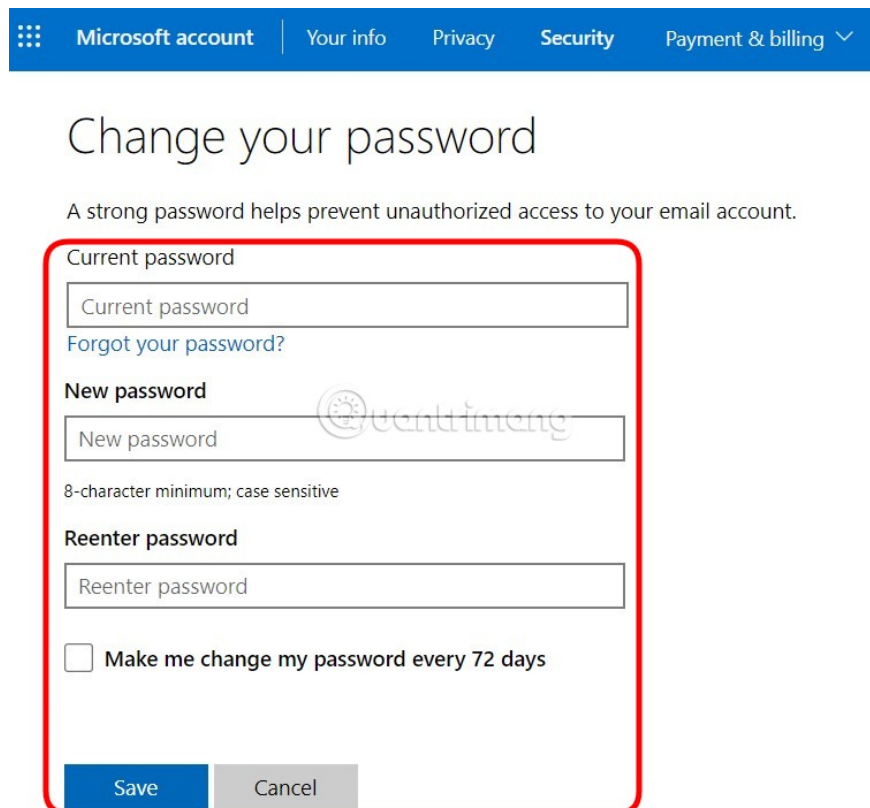 Microsoft account Your info Privacy Security Payment & billing
Change your password
A strong password helps prevent unauthorized access to your email account.
Current password
Current password
Forgot your password?
New password
Quantrimang
New password
8-character minimum; case sensitive
Reenter password
Reenter password
Make me change my password every 72 days
Save Cancel